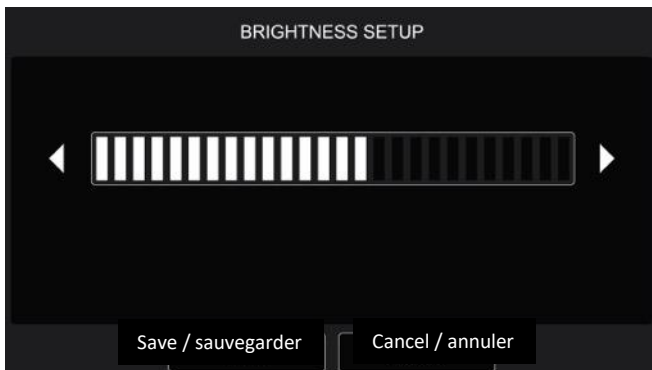 BRIGHTNESS SETUP
Save / sauvegarder
Cancel / annuler